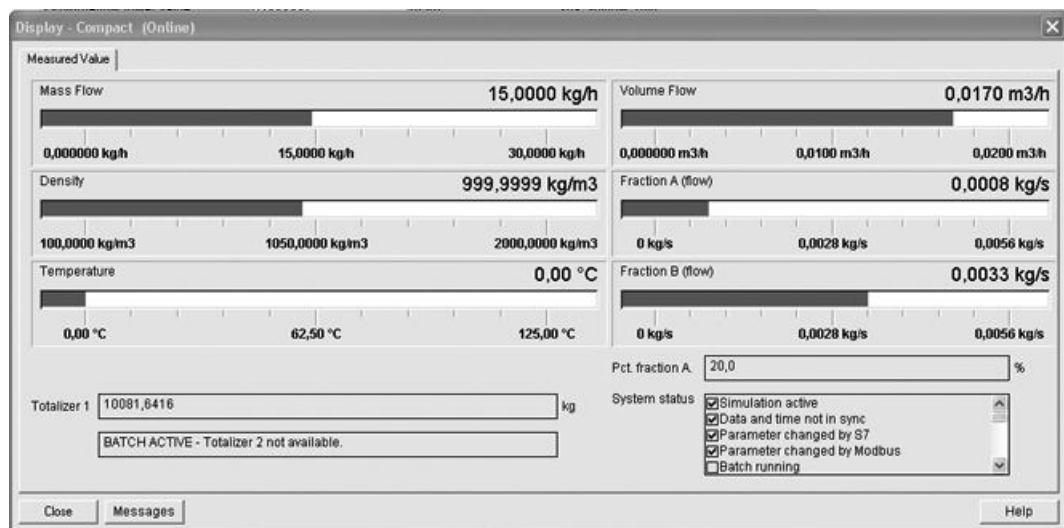 Display - Compact (Online)
Measured Value
Mass Flow
15,0000 kg/h
0,000000 kg/h 15,0000 kg/h 30,0000 kg/h
Volume Flow
0,0170 m3/h
0,000000 m3/h 0,0100 m3/h 0,0200 m3/h
Density
999,9999 kg/m3
100,0000 kg/m3 1050,0000 kg/m3 2000,0000 kg/m3
Fraction A (flow)
0,0008 kg/s
0 kg/s 0,0028 kg/s 0,0056 kg/s
Temperature
0,00 °C
0,00 °C 62,50 °C 125,00 °C
Fraction B (flow)
0,0033 kg/s
0 kg/s 0,0028 kg/s 0,0056 kg/s
Pct. fraction A. 20,0 %
Totalizer 1 10081,6416 kg
BATCH ACTIVE - Totalizer 2 not available.
System status
Simulation active
Data and time not in sync
Parameter changed by S7
Parameter changed by Modbus
Batch running
Close Messages Help